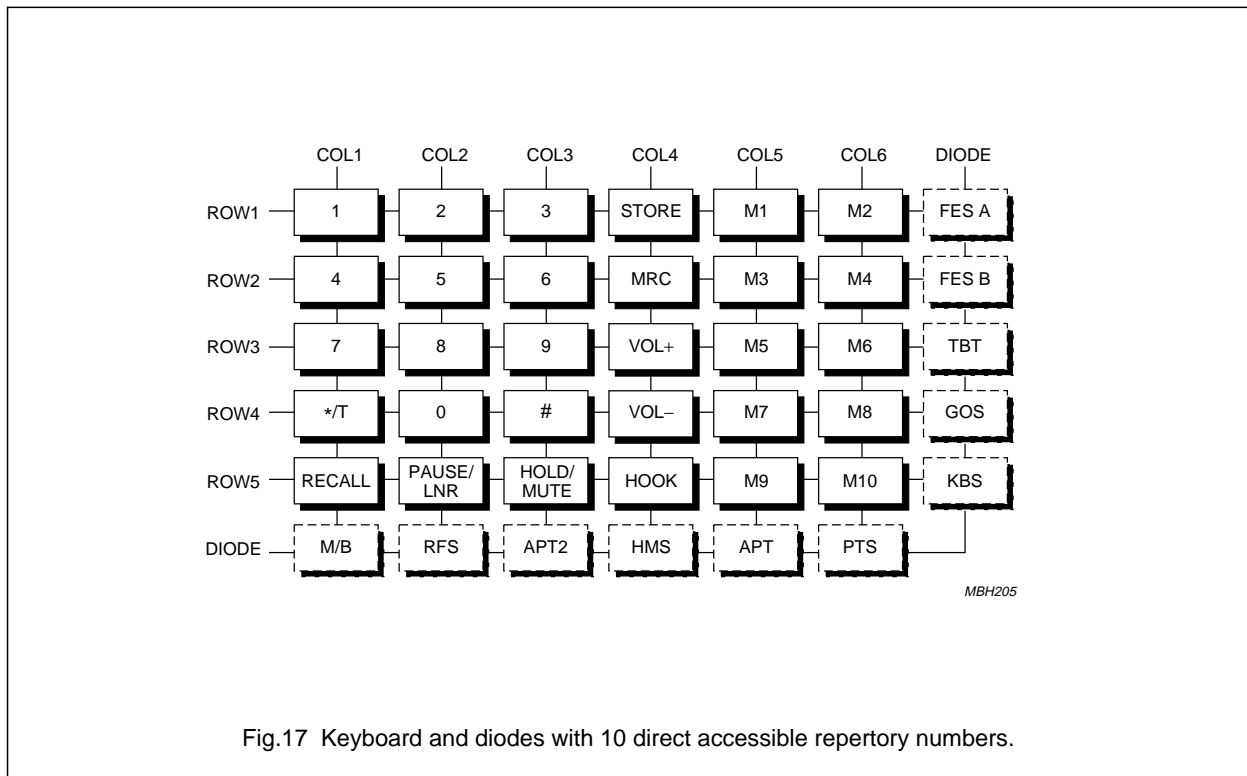 COL1 COL2 COL3 COL4 COL5 COL6 DIODE
ROW1 1 2 3 STORE M1 M2 FES A
ROW2 4 5 6 MRC M3 M4 FES B
ROW3 7 8 9 VOL+ M5 M6 TBT
ROW4 */T 0 # VOL− M7 M8 GOS
ROW5 RECALL PAUSE/ LNR HOLD/ MUTE HOOK M9 M10 KBS
DIODE M/B RFS APT2 HMS APT PTS
MBH205
Fig.17 Keyboard and diodes with 10 direct accessible repertory numbers.